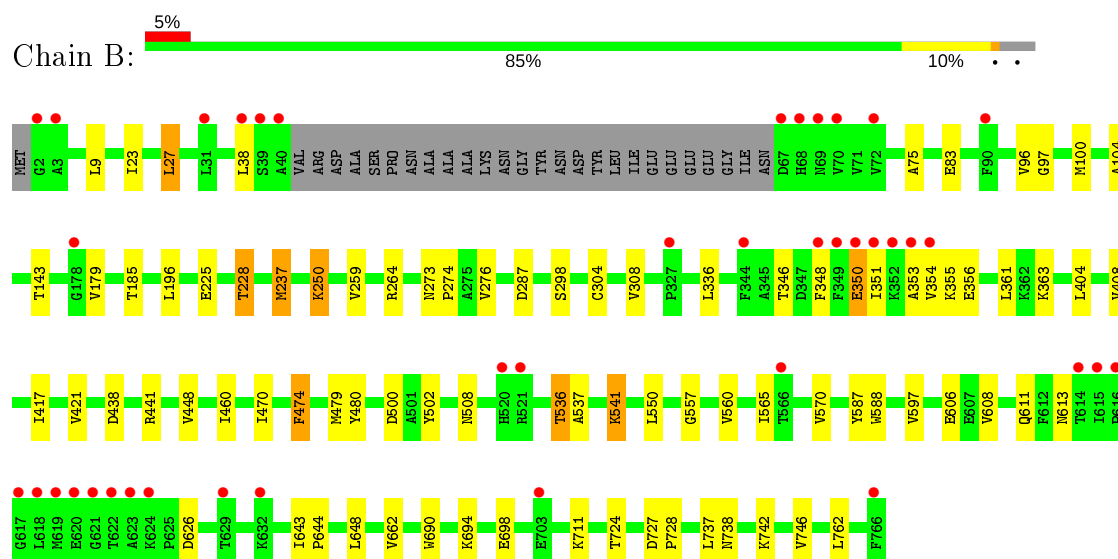 5%
Chain B:
85% 10% • •
MET G2 A3 L9 I23 L27 L31 L38 S39 A40 VAL ARG ASP ALA SER PRO ASN ALA ALA ALA LYS ASN GLY TYR ASN ASP TYR LEU ILE GLU GLU GLU GLU GLY ILE ASN D67 H68 N69 V70 V71 V72 A75 E83 F90 V96 G97 M100 A104
T143 G178 V179 T185 L196 E225 T228 M237 K250 V259 R264 N273 P274 A275 V276 D287 S298 C304 V308 P327 L336 F344 A345 T346 D347 F348 F349 E350 I351 K352 A353 V354 K355 E356 L361 K362 K363 L404 V408
I417 V421 D438 R441 V448 I460 I470 F474 M479 Y480 D500 A501 Y502 N508 H520 R521 T536 A537 K541 L550 G557 V560 I565 T566 V570 Y587 W588 V597 E606 E607 V608 Q611 F612 N613 T614 I615
G617 L618 M619 E620 G621 T622 A623 K624 P625 D626 T629 K632 I643 P644 L648 V662 W690 K694 E698 E703 K711 T724 D727 P728 L737 N738 K742 V746 L762 F766